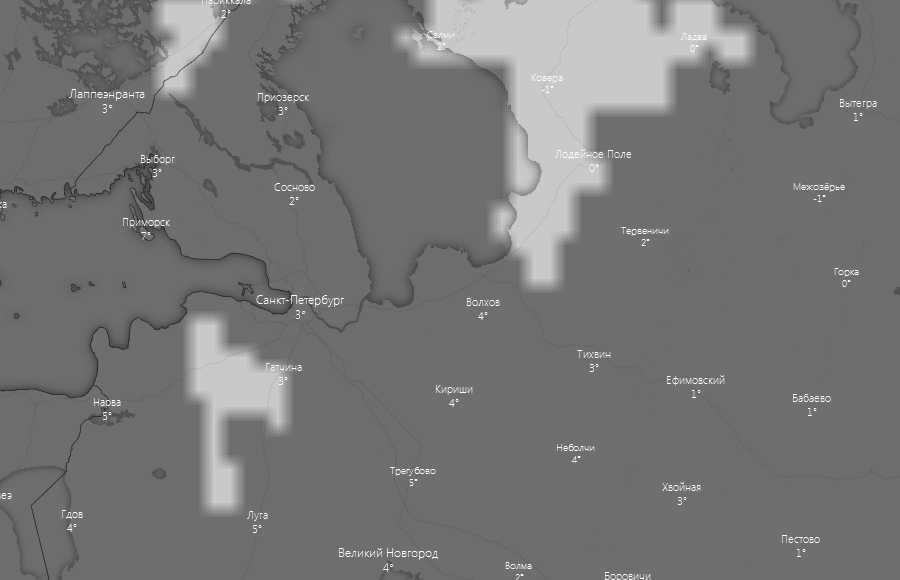 Париккала
2°
Салми
2°
Ладва
0°
Ковера
-1°
Лаппеэнранта
3°
Приозерск
3°
Вытегра
1°
Выборг
3°
Лодейное Поле
0°
Сосново
2°
Межозёрье
-1°
Приморск
7°
Тервеничи
2°
Горка
0°
Санкт-Петербург
3°
Волхов
4°
Тихвин
3°
Гатчина
3°
Ефимовский
1°
Кириши
4°
Бабаево
1°
Нарва
5°
Неболчи
4°
Трегубово
5°
Хвойная
3°
Гдов
4°
Луга
5°
Пестово
1°
Великий Новгород
4°
Волма
2°
Боровичи